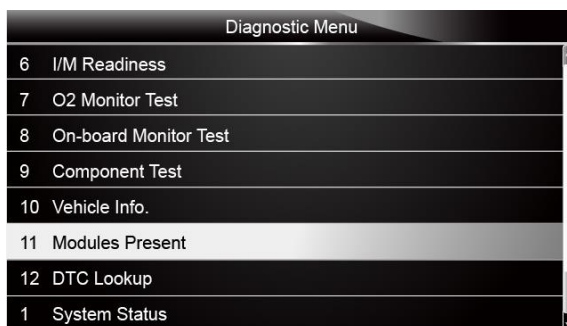 Diagnostic Menu
6 I/M Readiness
7 O2 Monitor Test
8 On-board Monitor Test
9 Component Test
10 Vehicle Info.
11 Modules Present
12 DTC Lookup
1 System Status